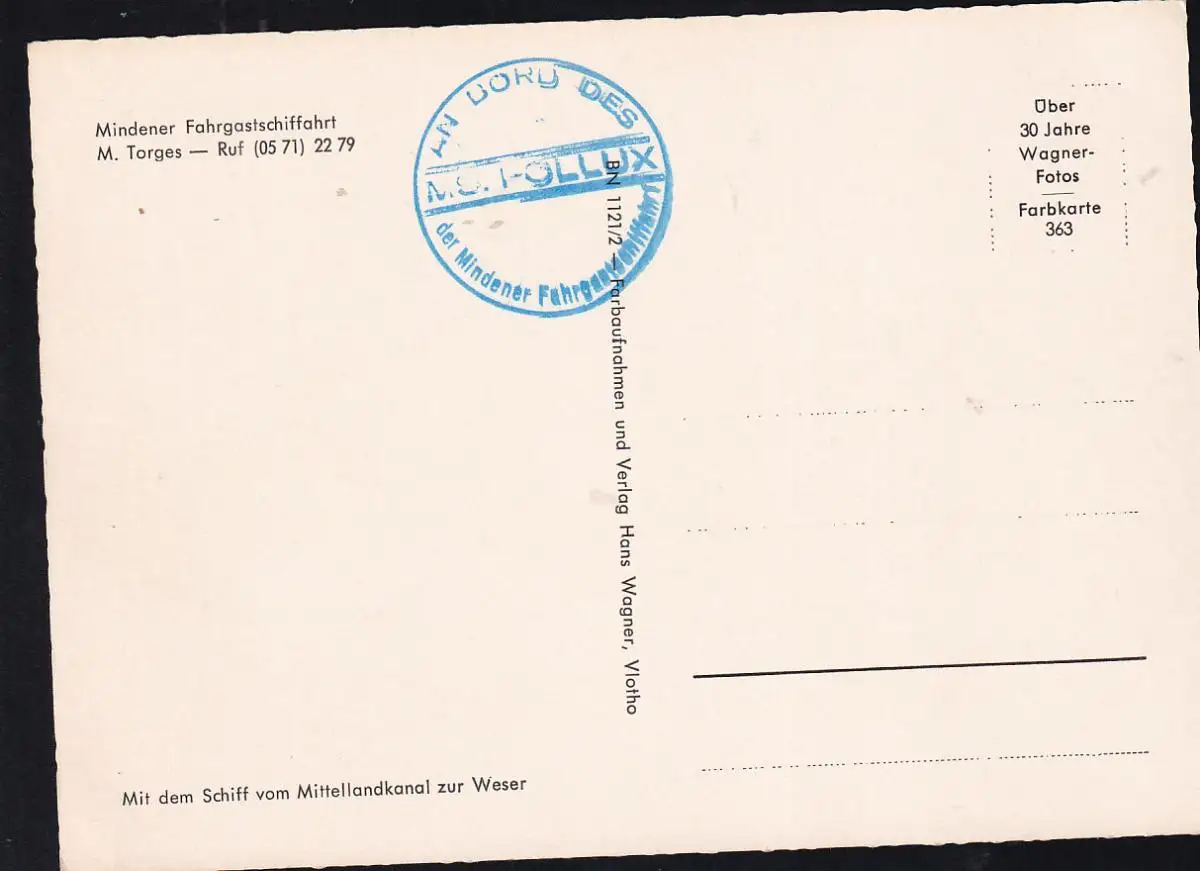 Mindener Fahrgastschiffahrt
M. Torges — Ruf (05 71) 22 79
AN BORD DES
MS. POLLUX
der Mindener Fahrgastschiffahrt
BN 1121/2 — Farbaufnahmen und Verlag Hans Wagner, Vlotho
Über
30 Jahre
Wagner-
Fotos
Farbkarte
363
Mit dem Schiff vom Mittellandkanal zur Weser